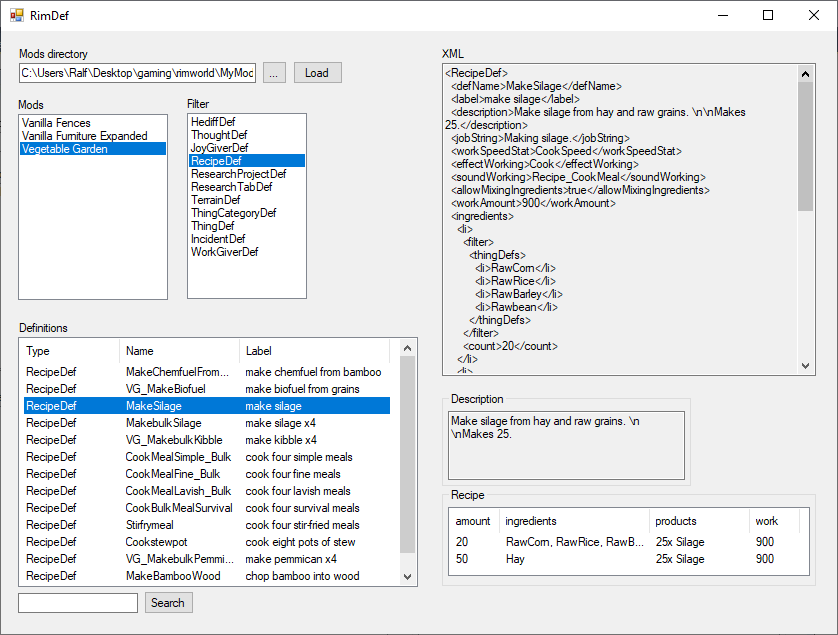 RimDef
Mods directory
C:\Users\Ralf\Desktop\gaming\rimworld\MyMod
...
Load
Mods
Vanilla Fences
Vanilla Furniture Expanded
Vegetable Garden
Filter
HediffDef
ThoughtDef
JoyGiverDef
RecipeDef
ResearchProjectDef
ResearchTabDef
TerrainDef
ThingCategoryDef
ThingDef
IncidentDef
WorkGiverDef
Definitions
Type Name Label
RecipeDef MakeChemfuelFrom... make chemfuel from bamboo
RecipeDef VG_MakeBiofuel make biofuel from grains
RecipeDef MakeSilage make silage
RecipeDef MakebulkSilage make silage x4
RecipeDef VG_MakebulkKibble make kibble x4
RecipeDef CookMealSimple_Bulk cook four simple meals
RecipeDef CookMealFine_Bulk cook four fine meals
RecipeDef CookMealLavish_Bulk cook four lavish meals
RecipeDef CookBulkMealSurvival cook four survival meals
RecipeDef Stirfrymeal cook four stir-fried meals
RecipeDef Cookstewpot cook eight pots of stew
RecipeDef VG_MakebulkPemmi... make pemmican x4
RecipeDef MakeBambooWood chop bamboo into wood
Search
XML
<RecipeDef>
<defName>MakeSilage</defName>
<label>make silage</label>
<description>Make silage from hay and raw grains. \n\nMakes
25.</description>
<jobString>Making silage.</jobString>
<workSpeedStat>CookSpeed</workSpeedStat>
<effectWorking>Cook</effectWorking>
<soundWorking>Recipe_CookMeal</soundWorking>
<allowMixingIngredients>true</allowMixingIngredients>
<workAmount>900</workAmount>
<ingredients>
<li>
<filter>
<thingDefs>
<li>RawCorn</li>
<li>RawRice</li>
<li>RawBarley</li>
<li>Rawbean</li>
</thingDefs>
</filter>
<count>20</count>
</li>
<li>
Description
Make silage from hay and raw grains. \n
\nMakes 25.
Recipe
amount ingredients products work
20 RawCorn, RawRice, RawB... 25x Silage 900
50 Hay 25x Silage 900